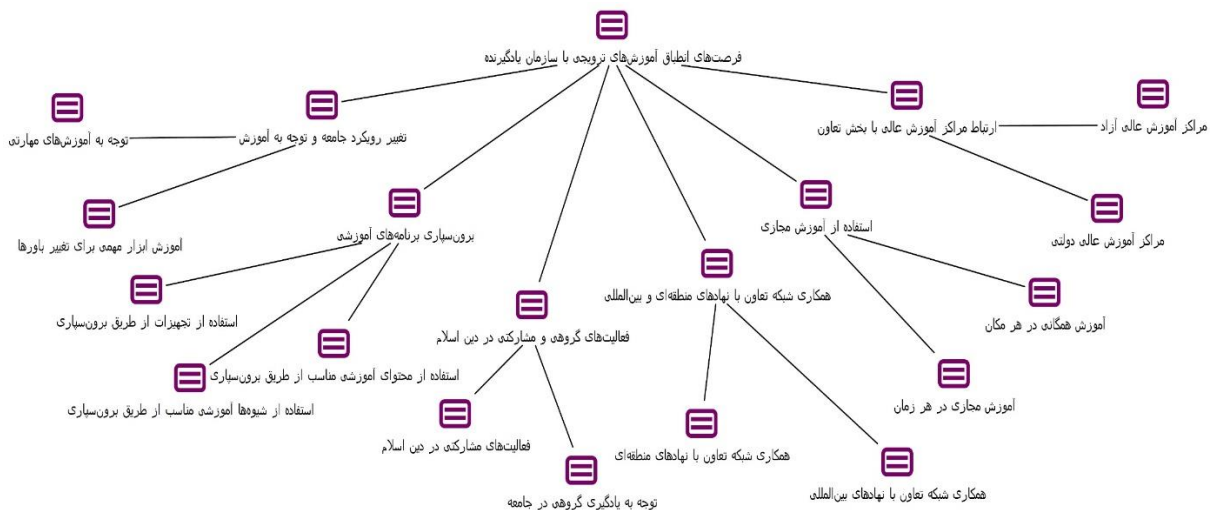 فرصت‌های انطباق آموزش‌های ترویجی با سازمان یادگیرنده
مراکز آموزش عالی آزاد
ارتباط مراکز آموزش عالی با بخش تعاون
تغییر رویکرد جامعه و توجه به آموزش
توجه به آموزش‌های مهارتی
مراکز آموزش عالی دولتی
استفاده از آموزش مجازی
برون‌سپاری برنامه‌های آموزشی
آموزش ابزار مهمی برای تغییر باورها
همکاری شبکه تعاون با نهادهای منطقه‌ای و بین‌المللی
آموزش همگانی در هر مکان
فعالیت‌های گروهی و مشارکتی در دین اسلام
استفاده از تجهیزات از طریق برون‌سپاری
استفاده از محتوای آموزشی مناسب از طریق برون‌سپاری
آموزش مجازی در هر زمان
استفاده از شیوه‌ها آموزشی مناسب از طریق برون‌سپاری
همکاری شبکه تعاون با نهادهای منطقه‌ای
فعالیت‌های مشارکتی در دین اسلام
همکاری شبکه تعاون با نهادهای بین‌المللی
توجه به یادگیری گروهی در جامعه